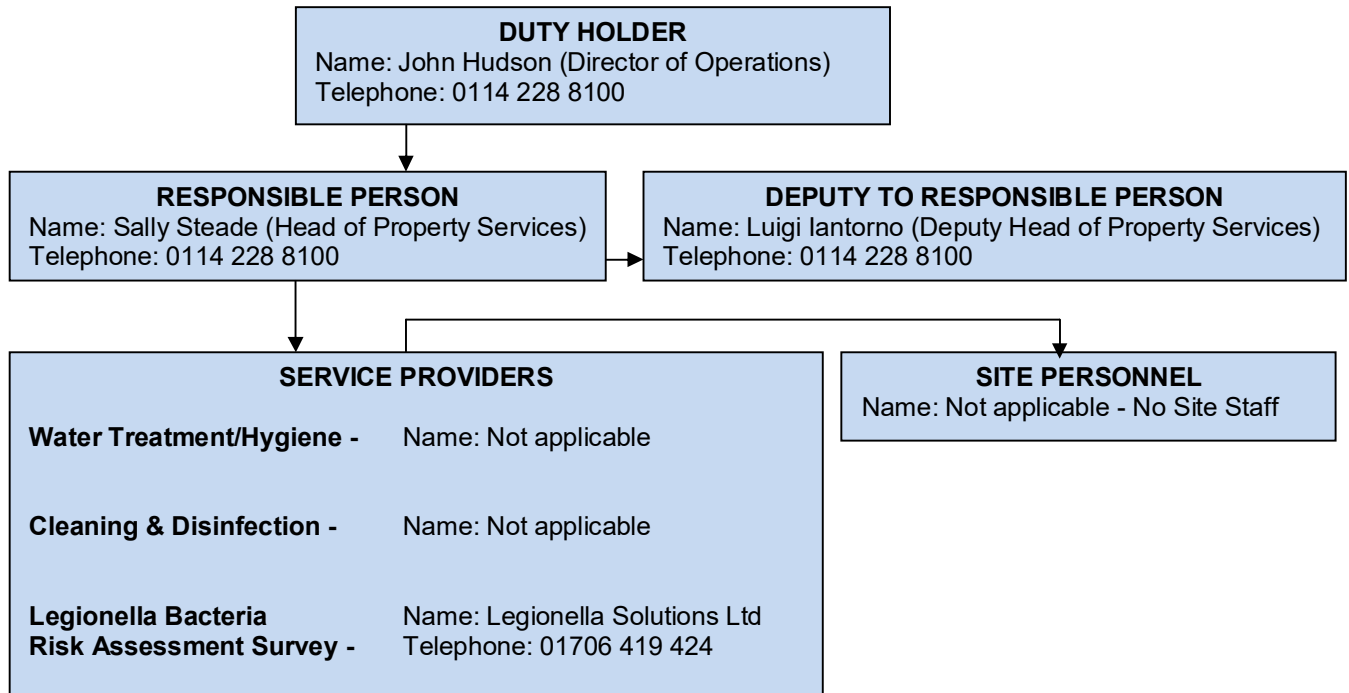 DUTY HOLDER
Name: John Hudson (Director of Operations)
Telephone: 0114 228 8100
RESPONSIBLE PERSON
Name: Sally Steade (Head of Property Services)
Telephone: 0114 228 8100
DEPUTY TO RESPONSIBLE PERSON
Name: Luigi Iantorno (Deputy Head of Property Services)
Telephone: 0114 228 8100
SERVICE PROVIDERS
Water Treatment/Hygiene - Name: Not applicable
Cleaning & Disinfection - Name: Not applicable
Legionella Bacteria Name: Legionella Solutions Ltd
Risk Assessment Survey - Telephone: 01706 419 424
SITE PERSONNEL
Name: Not applicable - No Site Staff